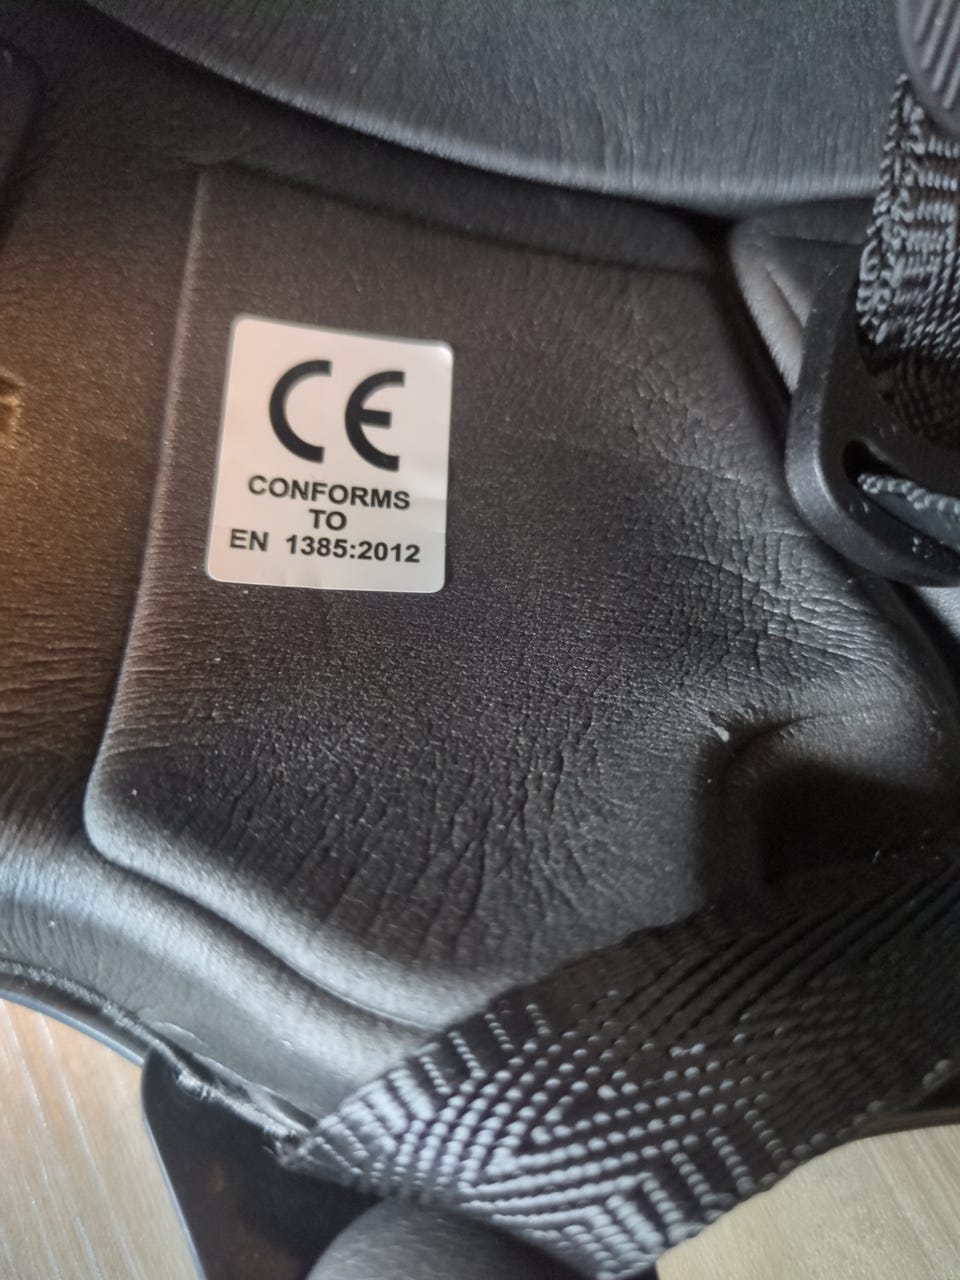 CE
CONFORMS
TO
EN 1385:2012